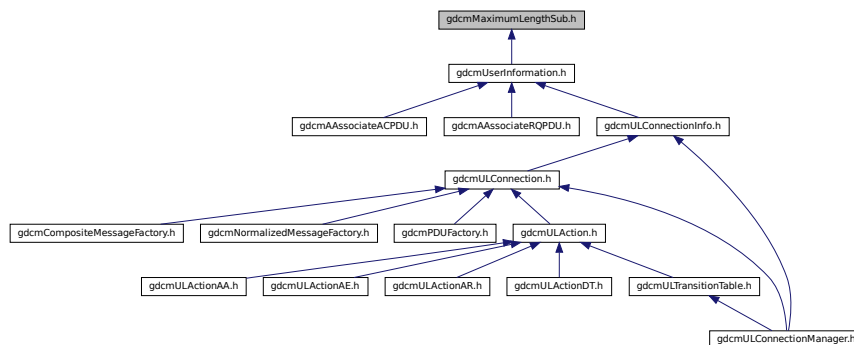 gdcmMaximumLengthSub.h
gdcmUserInformation.h
gdcmAAssociateACPDU.h
gdcmAAssociateRQPDU.h
gdcmULConnectionInfo.h
gdcmULConnection.h
gdcmCompositeMessageFactory.h
gdcmNormalizedMessageFactory.h
gdcmPDUFactory.h
gdcmULAction.h
gdcmULActionAA.h
gdcmULActionAE.h
gdcmULActionAR.h
gdcmULActionDT.h
gdcmULTransitionTable.h
gdcmULConnectionManager.h